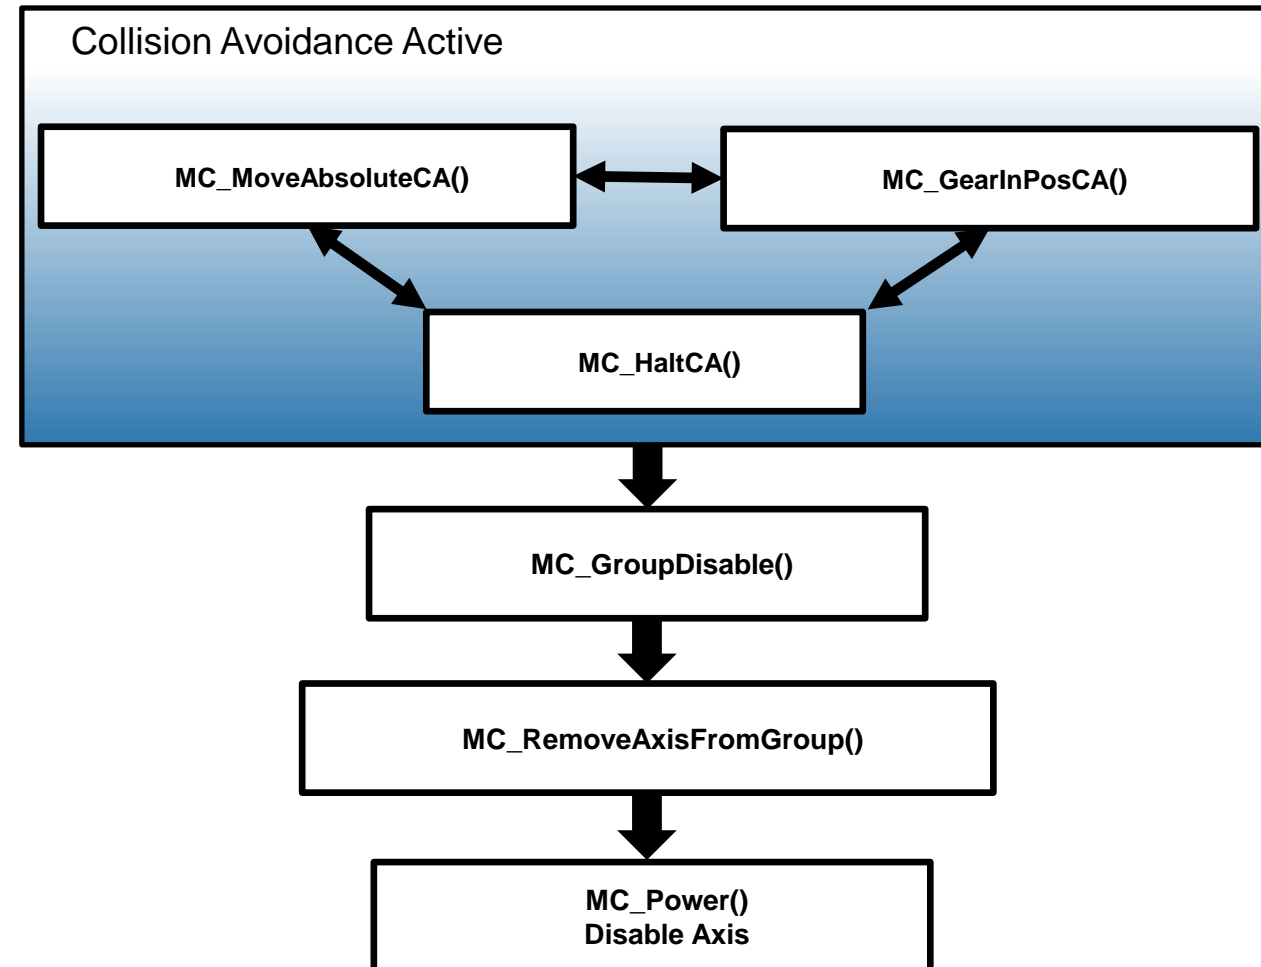 Collision Avoidance Active
MC_MoveAbsoluteCA()
MC_GearInPosCA()
MC_HaltCA()
MC_GroupDisable()
MC_RemoveAxisFromGroup()
MC_Power()
Disable Axis